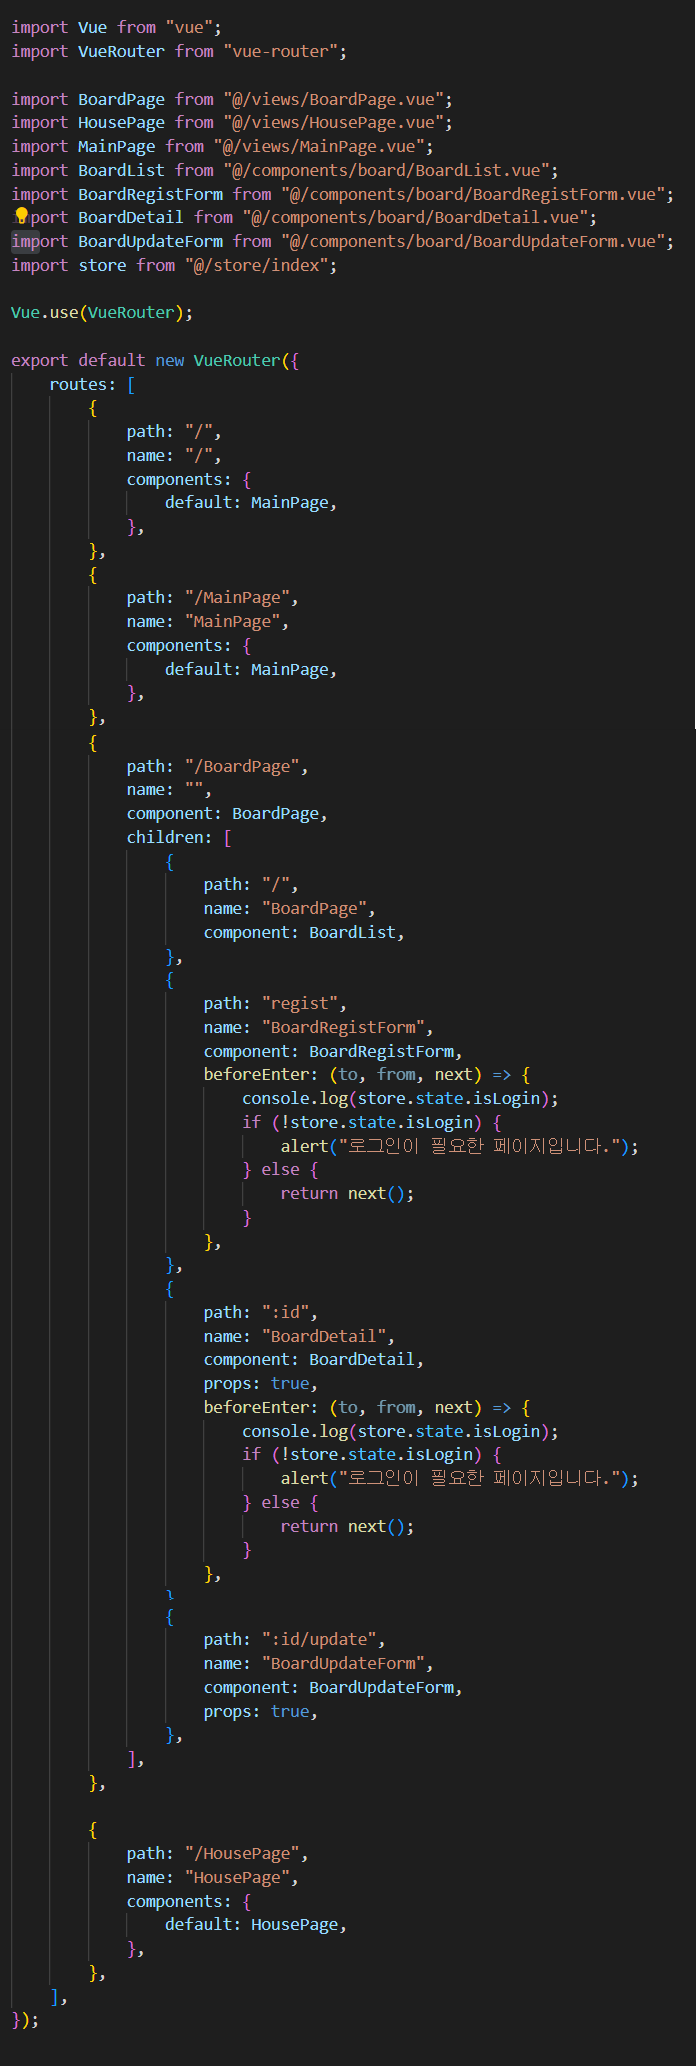 import Vue from "vue";
import VueRouter from "vue-router";

import BoardPage from "@/views/BoardPage.vue";
import HousePage from "@/views/HousePage.vue";
import MainPage from "@/views/MainPage.vue";
import BoardList from "@/components/board/BoardList.vue";
import BoardRegistForm from "@/components/board/BoardRegistForm.vue";
import BoardDetail from "@/components/board/BoardDetail.vue";
import BoardUpdateForm from "@/components/board/BoardUpdateForm.vue";
import store from "@/store/index";

Vue.use(VueRouter);

export default new VueRouter({
    routes: [
        {
            path: "/",
            name: "/",
            components: {
                default: MainPage,
            },
        },
        {
            path: "/MainPage",
            name: "MainPage",
            components: {
                default: MainPage,
            },
        },
        {
            path: "/BoardPage",
            name: "",
            component: BoardPage,
            children: [
                {
                    path: "/",
                    name: "BoardPage",
                    component: BoardList,
                },
                {
                    path: "regist",
                    name: "BoardRegistForm",
                    component: BoardRegistForm,
                    beforeEnter: (to, from, next) => {
                        console.log(store.state.isLogin);
                        if (!store.state.isLogin) {
                            alert("로그인이 필요한 페이지입니다.");
                        } else {
                            return next();
                        }
                    },
                },
                {
                    path: ":id",
                    name: "BoardDetail",
                    component: BoardDetail,
                    props: true,
                    beforeEnter: (to, from, next) => {
                        console.log(store.state.isLogin);
                        if (!store.state.isLogin) {
                            alert("로그인이 필요한 페이지입니다.");
                        } else {
                            return next();
                        }
                    },
                }
                {
                    path: ":id/update",
                    name: "BoardUpdateForm",
                    component: BoardUpdateForm,
                    props: true,
                },
            ],
        },

        {
            path: "/HousePage",
            name: "HousePage",
            components: {
                default: HousePage,
            },
        },
    ],
});